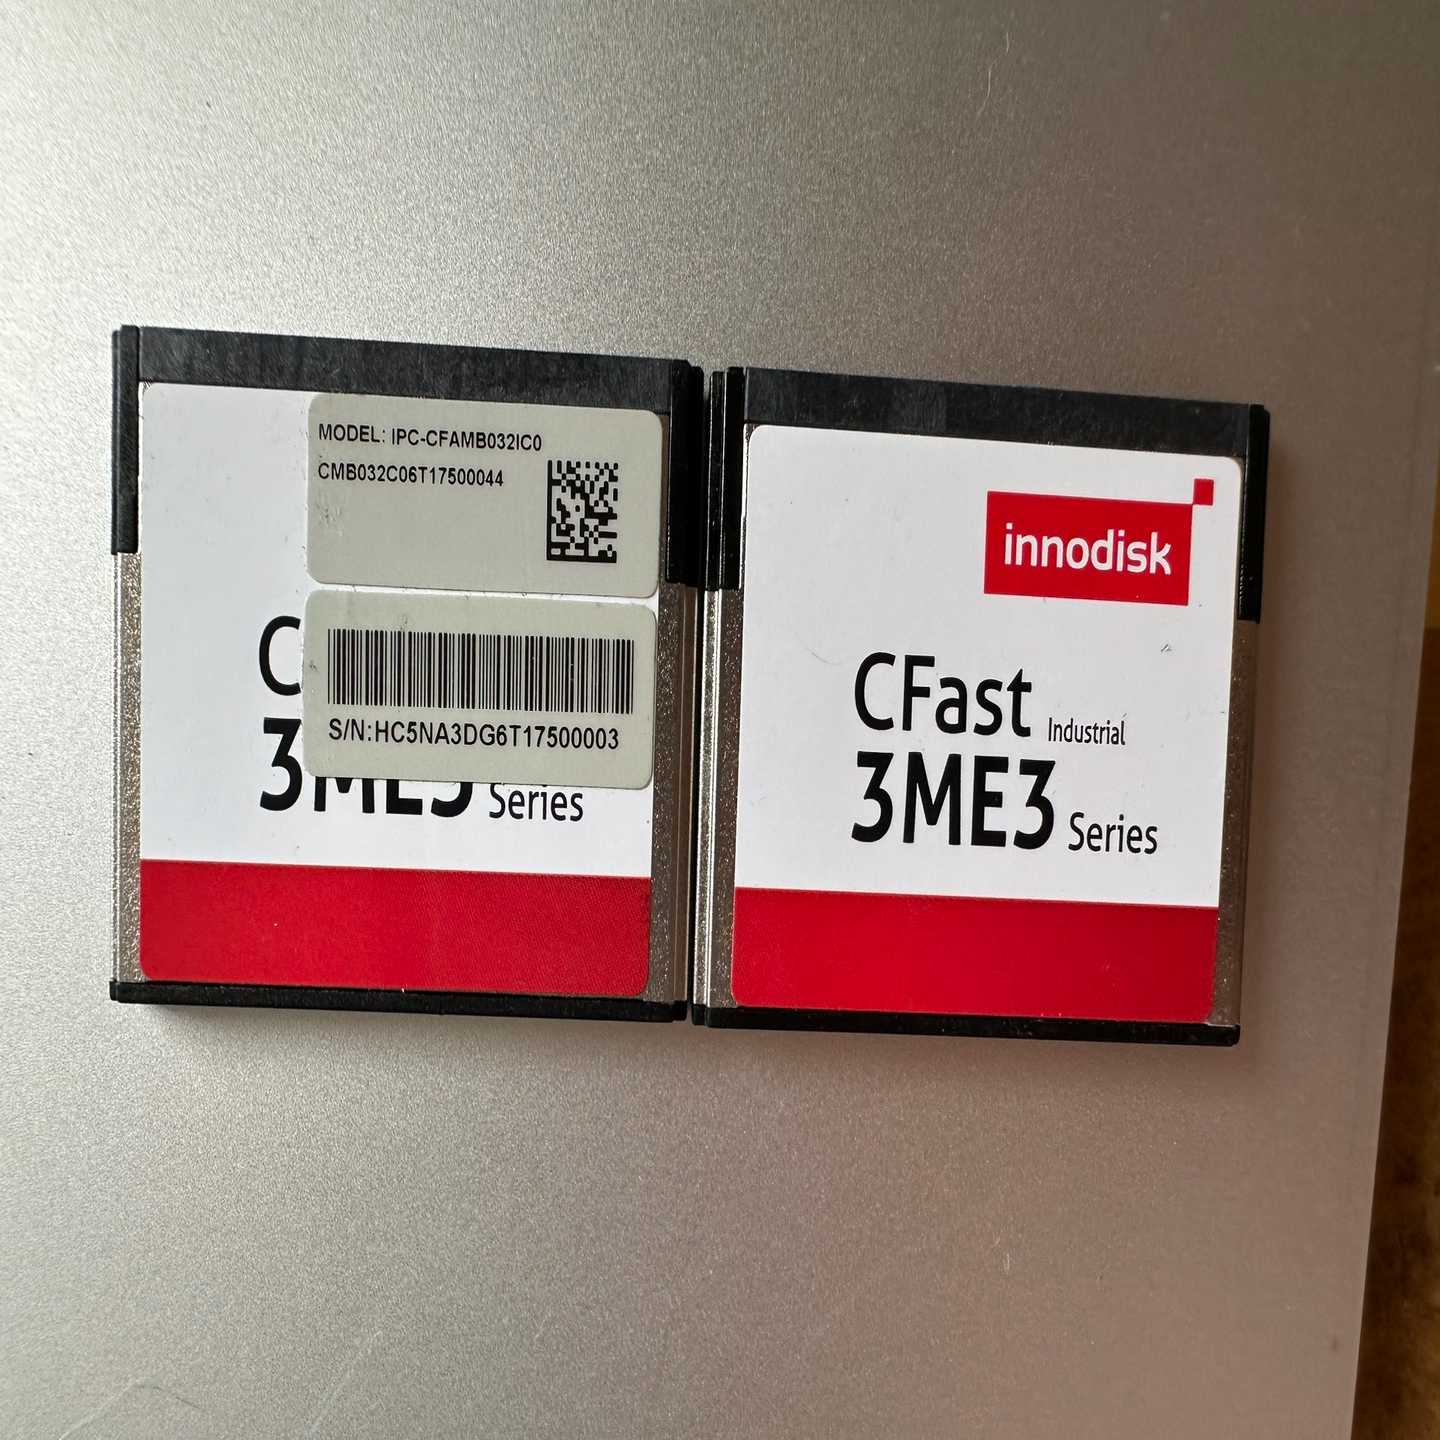 MODEL: IPC-CFAMB032IC0
CMB032C06T17500044
S/N:HC5NA3DG6T17500003
Series
innodisk
CFast Industrial
3ME3 Series